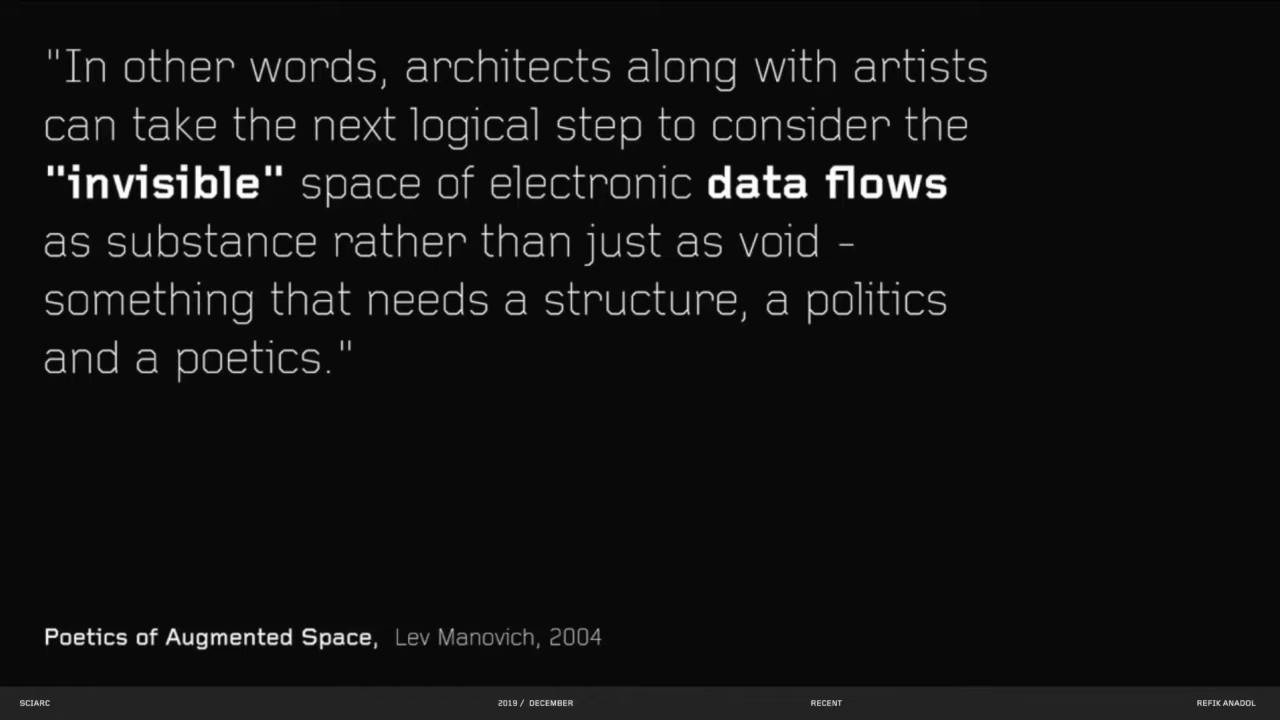 "In other words, architects along with artists
can take the next logical step to consider the
"invisible" space of electronic data flows
as substance rather than just as void -
something that needs a structure, a politics
and a poetics."
Poetics of Augmented Space, Lev Manovich, 2004
SCIARC 2019 / DECEMBER RECENT REFIK ANADOL